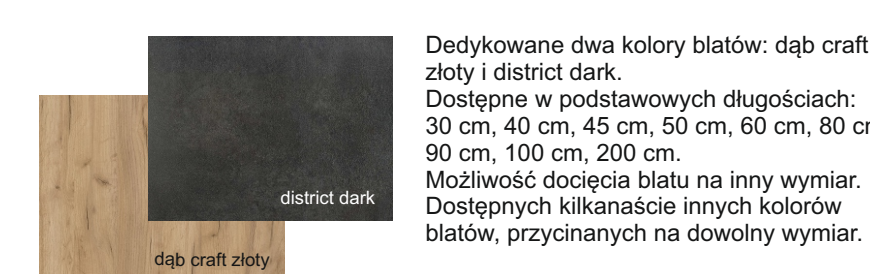 district dark
dąb craft złoty
Dedykowane dwa kolory blatów: dąb craft
złoty i district dark.
Dostępne w podstawowych długościach:
30 cm, 40 cm, 45 cm, 50 cm, 60 cm, 80
90 cm, 100 cm, 200 cm.
Możliwość docięcia blatu na inny wymiar.
Dostępnych kilkanaście innych kolorów
blatów, przycinanych na dowolny wymiar.